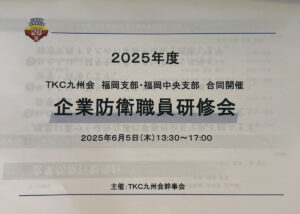 20
2025年度
TKC九州会 福岡支部・福岡中央支部 合同開催
企業防衛職員研修会
2025年6月5日(木)13:30~17:00
主催:TKC九州会幹事会